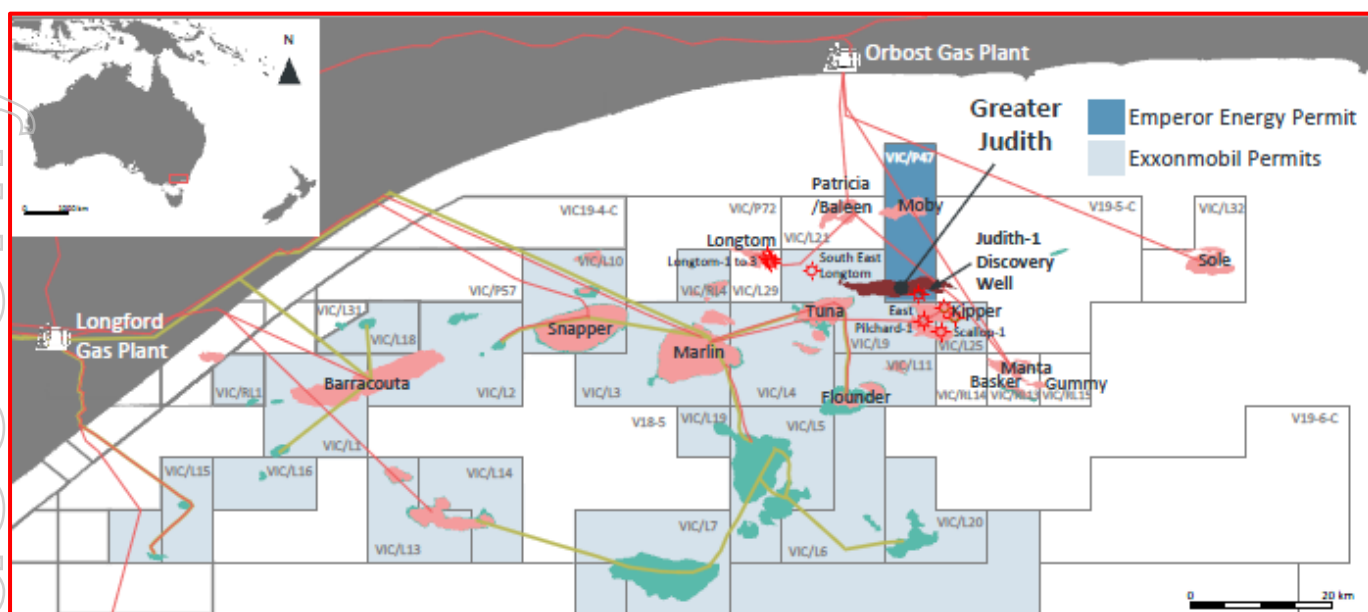 N
0 1000 km
Orbost Gas Plant
Greater
Judith
Emperor Energy Permit
Exxonmobil Permits
VIC/P47
Patricia
/Baleen
Moby
VIC19-4-C
VIC/P72
V19-5-C
VIC/L32
Longtom
VIC/L21
Longtom-1 to 3
South East
Longtom
Judith-1
Discovery
Well
Sole
VIC/L10
VIC/P57
VIC/RL4
VIC/L29
Longford
Gas Plant
VIC/L31
VIC/L18
Snapper
Tuna
East
Pilchard-1
Kipper
Scallop-1
VIC/L9
VIC/L25
Marlin
Barracouta
VIC/RL1
VIC/L2
VIC/L3
VIC/L4
VIC/L11
Manta
Basker
Gummy
Flounder
VIC/RL14
VIC/RL13
VIC/RL15
V18-5
VIC/L19
VIC/L5
V19-6-C
VIC/L1
VIC/L15
VIC/L16
VIC/L14
VIC/L7
VIC/L20
VIC/L13
VIC/L6
0 20 km